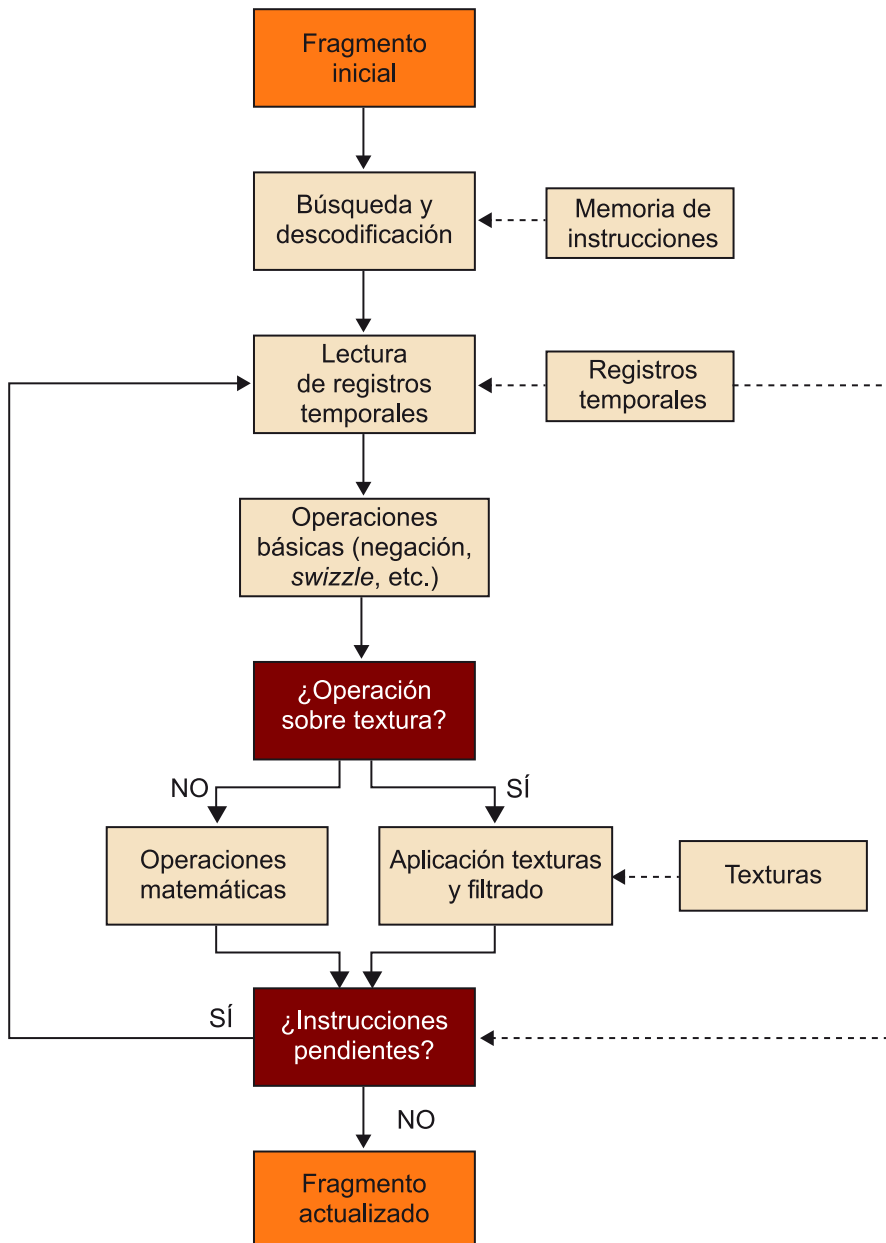 Fragmento
inicial
Búsqueda y
descodificación
Memoria de
instrucciones
Lectura
de registros
temporales
Registros
temporales
Operaciones
básicas (negación,
swizzle, etc.)
¿Operación
sobre textura?
NO
SÍ
Operaciones
matemáticas
Aplicación texturas
y filtrado
Texturas
SÍ
¿Instrucciones
pendientes?
NO
Fragmento
actualizado